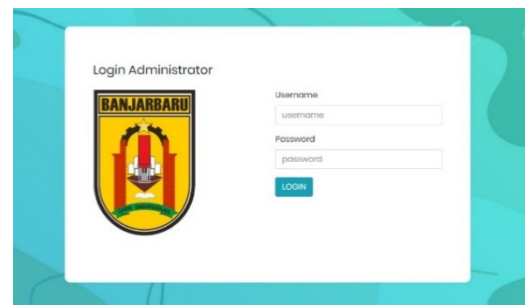 Login Administrator
BANJARBARU
Username
username
Password
password
LOGIN